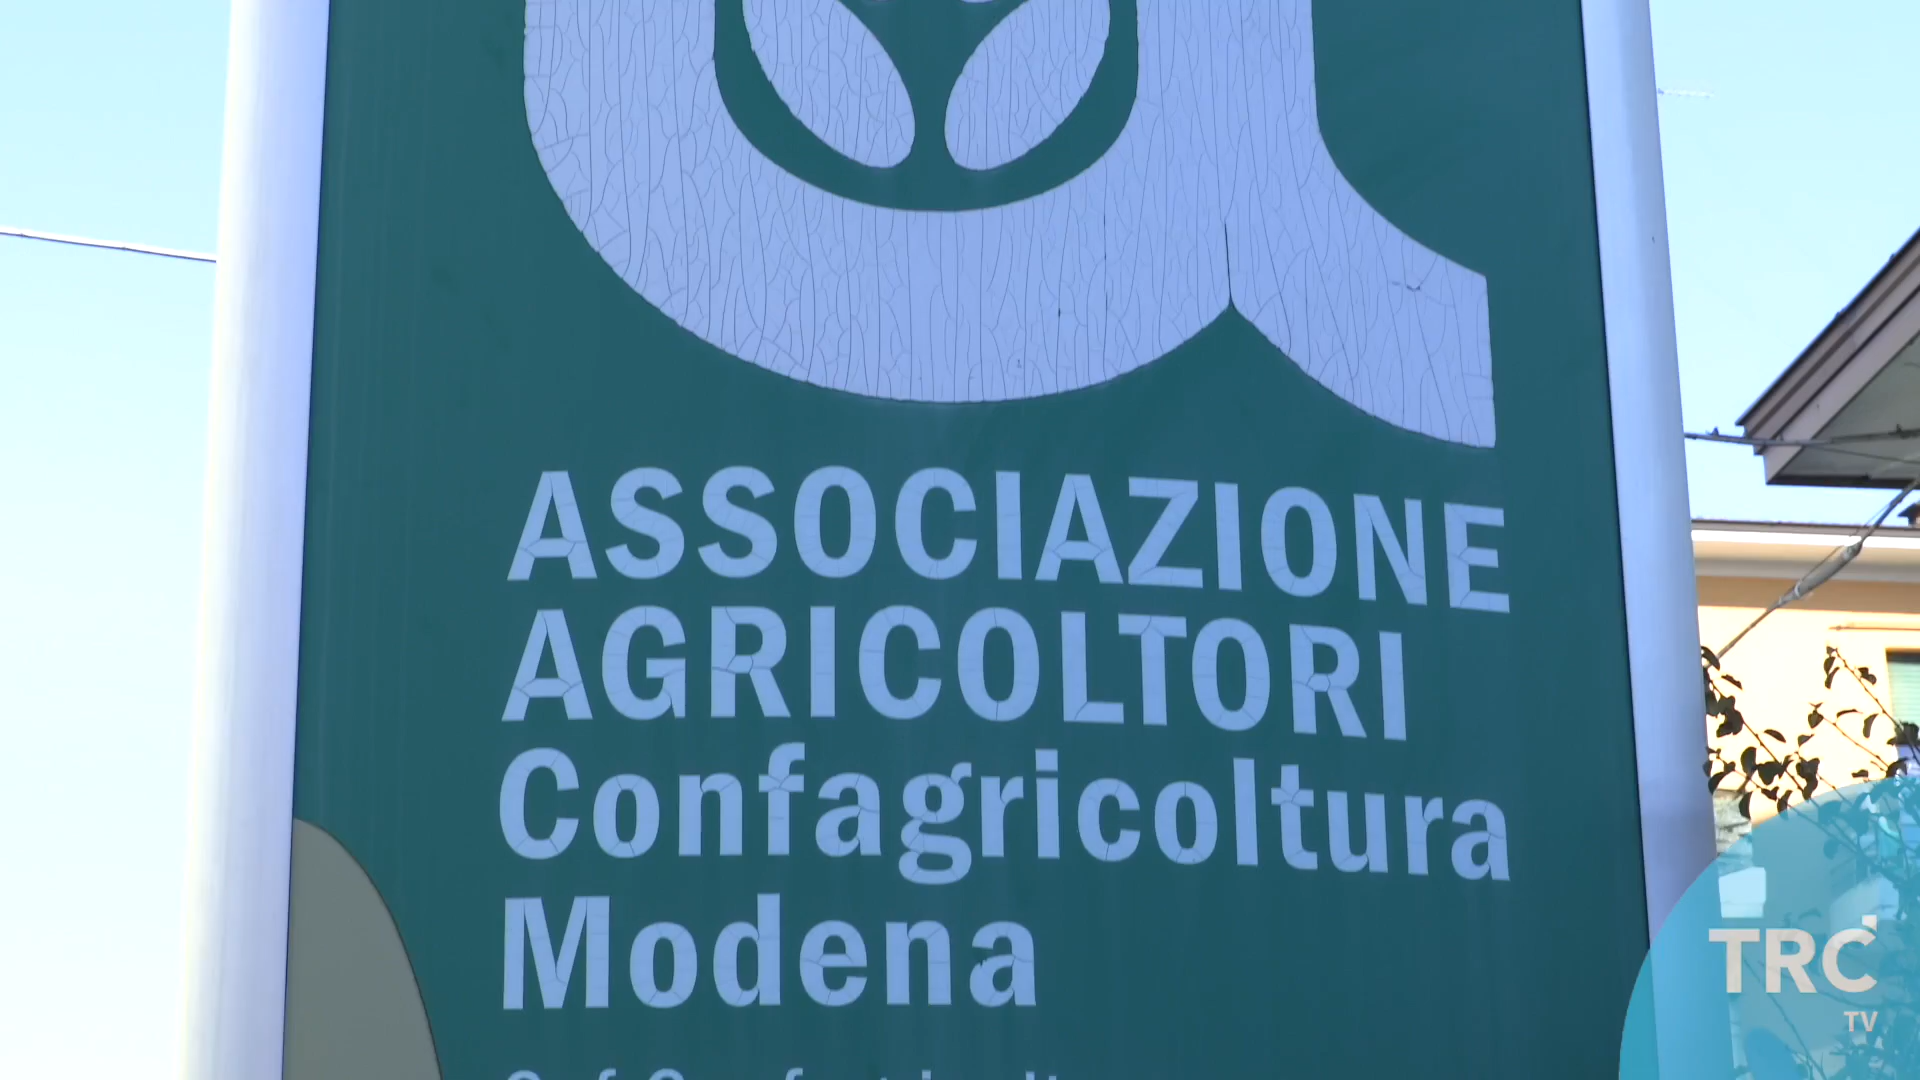 ASSOCIAZIONE
AGRICOLTORI
Confagricoltura
Modena
TRC
TV